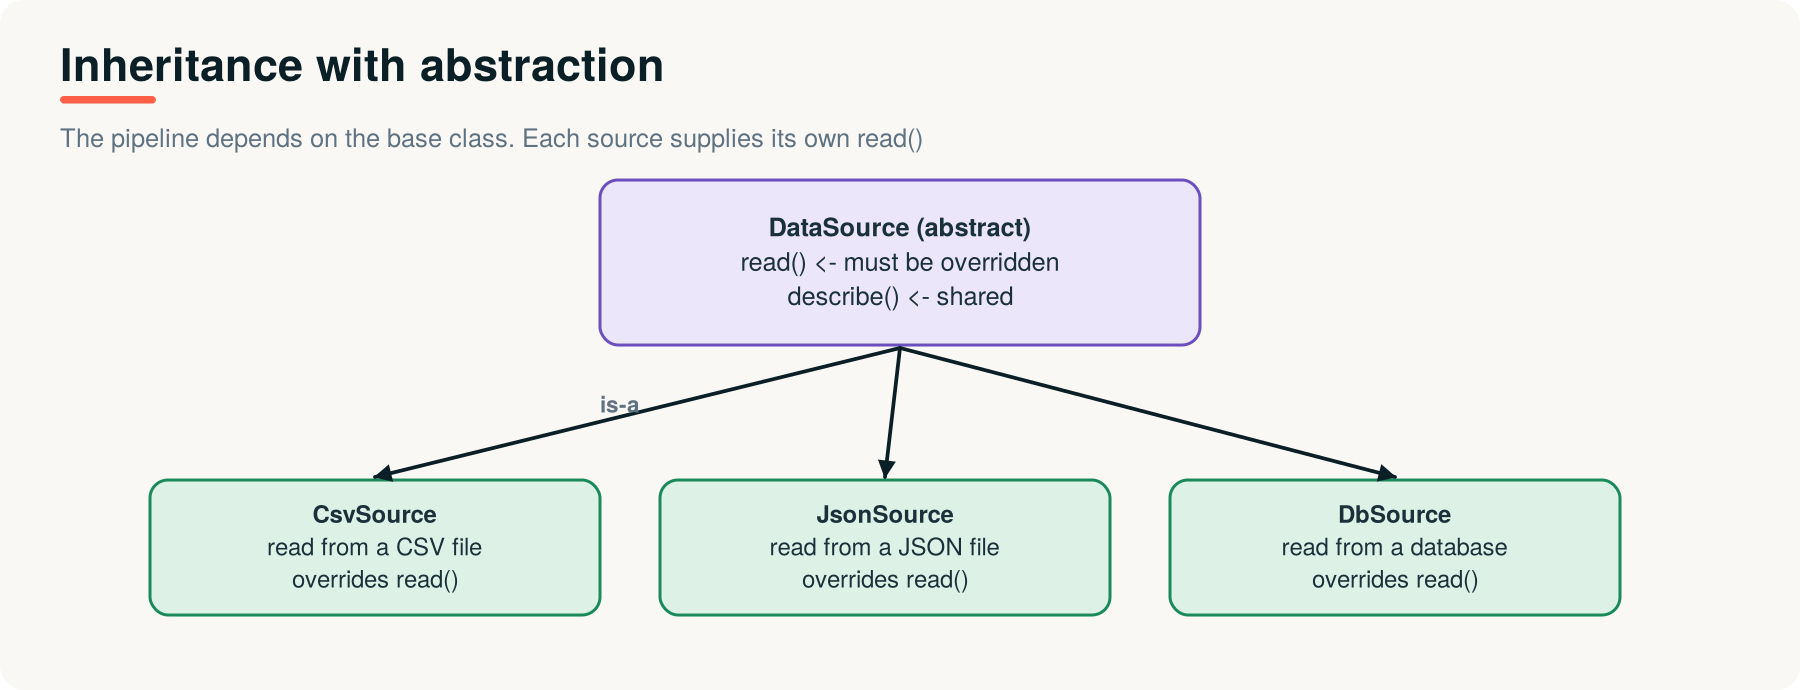 Inheritance with abstraction
The pipeline depends on the base class. Each source supplies its own read()
DataSource (abstract)
read() <- must be overridden
describe() <- shared
is-a
CsvSource
read from a CSV file
overrides read()
JsonSource
read from a JSON file
overrides read()
DbSource
read from a database
overrides read()